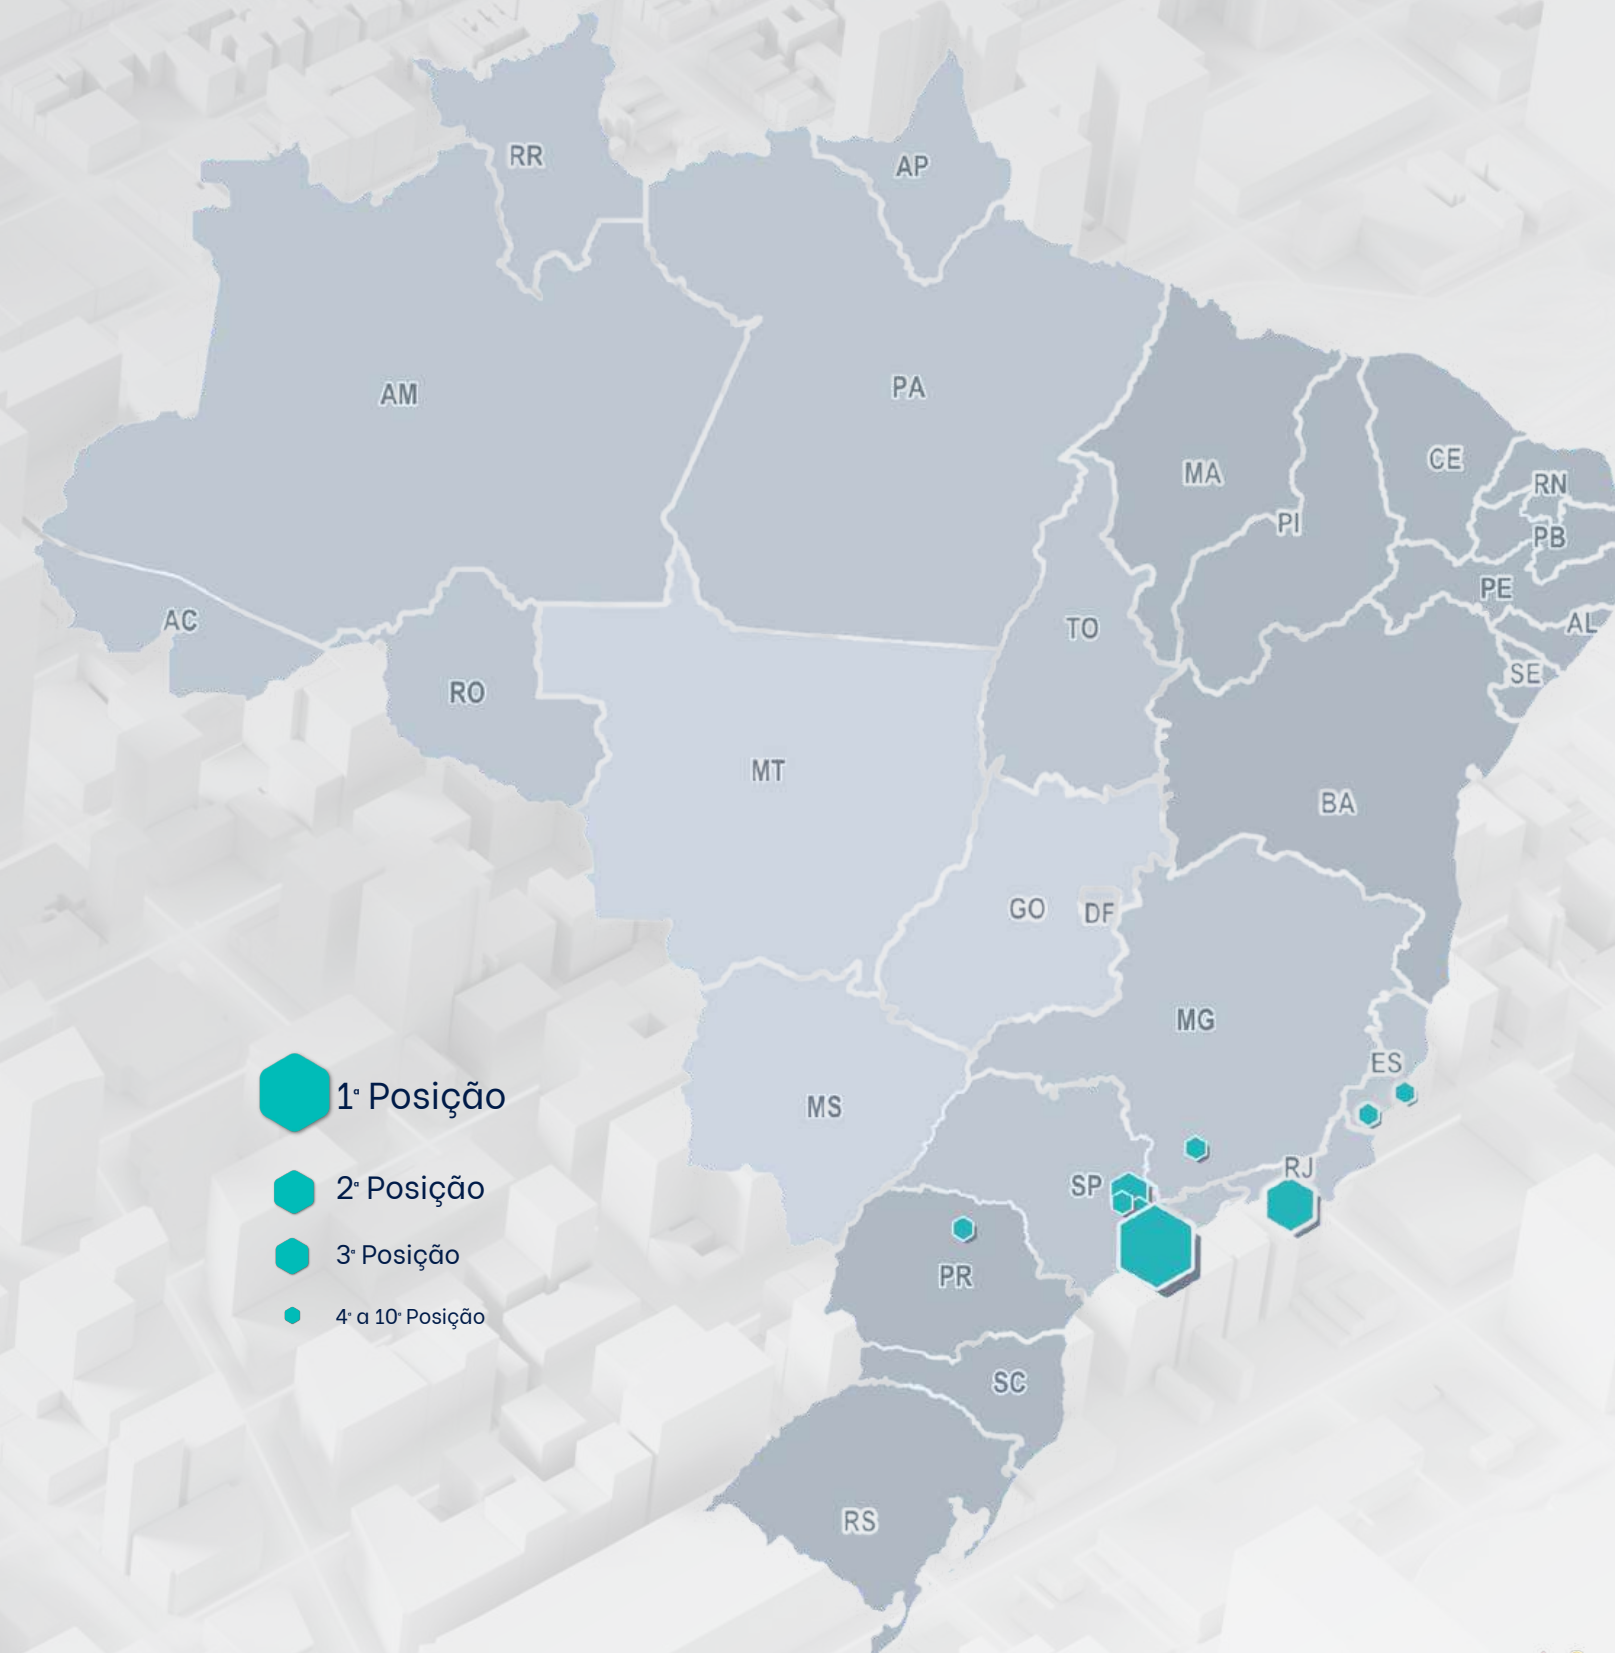 RR
AP
AM
PA
MA
CE
RN
PI
PB
PE
AC
TO
AL
SE
RO
MT
BA
GO
DF
MG
ES
1ª Posição
MS
RJ
2ª Posição
SP
3ª Posição
PR
4ª a 10ª Posição
SC
RS